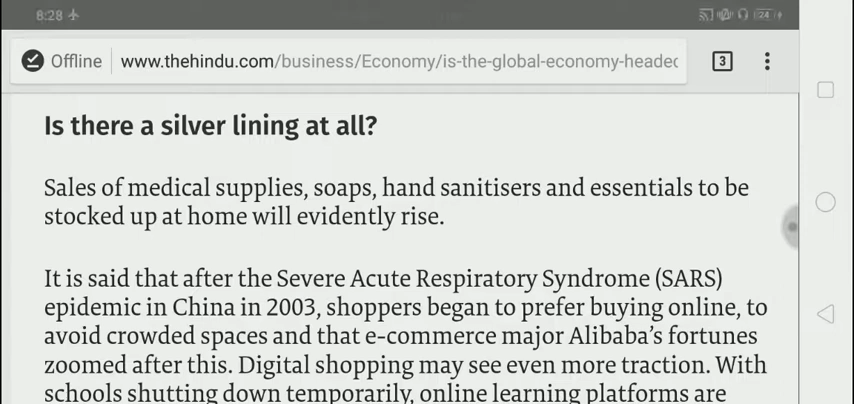 8:28
24
Offline
www.thehindu.com/business/Economy/is-the-global-economy-headed
3
Is there a silver lining at all?
Sales of medical supplies, soaps, hand sanitisers and essentials to be
stocked up at home will evidently rise.
It is said that after the Severe Acute Respiratory Syndrome (SARS)
epidemic in China in 2003, shoppers began to prefer buying online, to
avoid crowded spaces and that e-commerce major Alibaba’s fortunes
zoomed after this. Digital shopping may see even more traction. With
schools shutting down temporarily, online learning platforms are